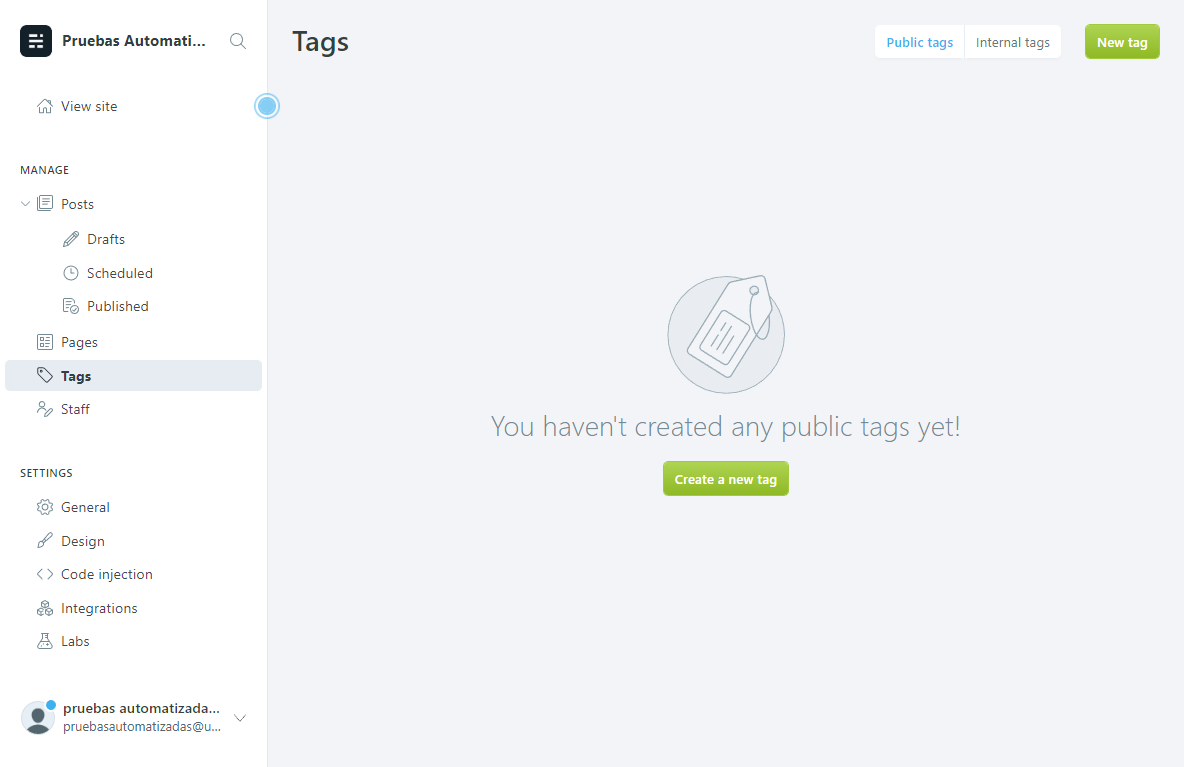 Pruebas Automati...
View site
MANAGE
Posts
Drafts
Scheduled
Published
Pages
Tags
Staff
SETTINGS
General
Design
Code injection
Integrations
Labs
pruebas automatizada...
pruebasautomatizadas@u...
Tags
Public tags
Internal tags
New tag
You haven't created any public tags yet!
Create a new tag